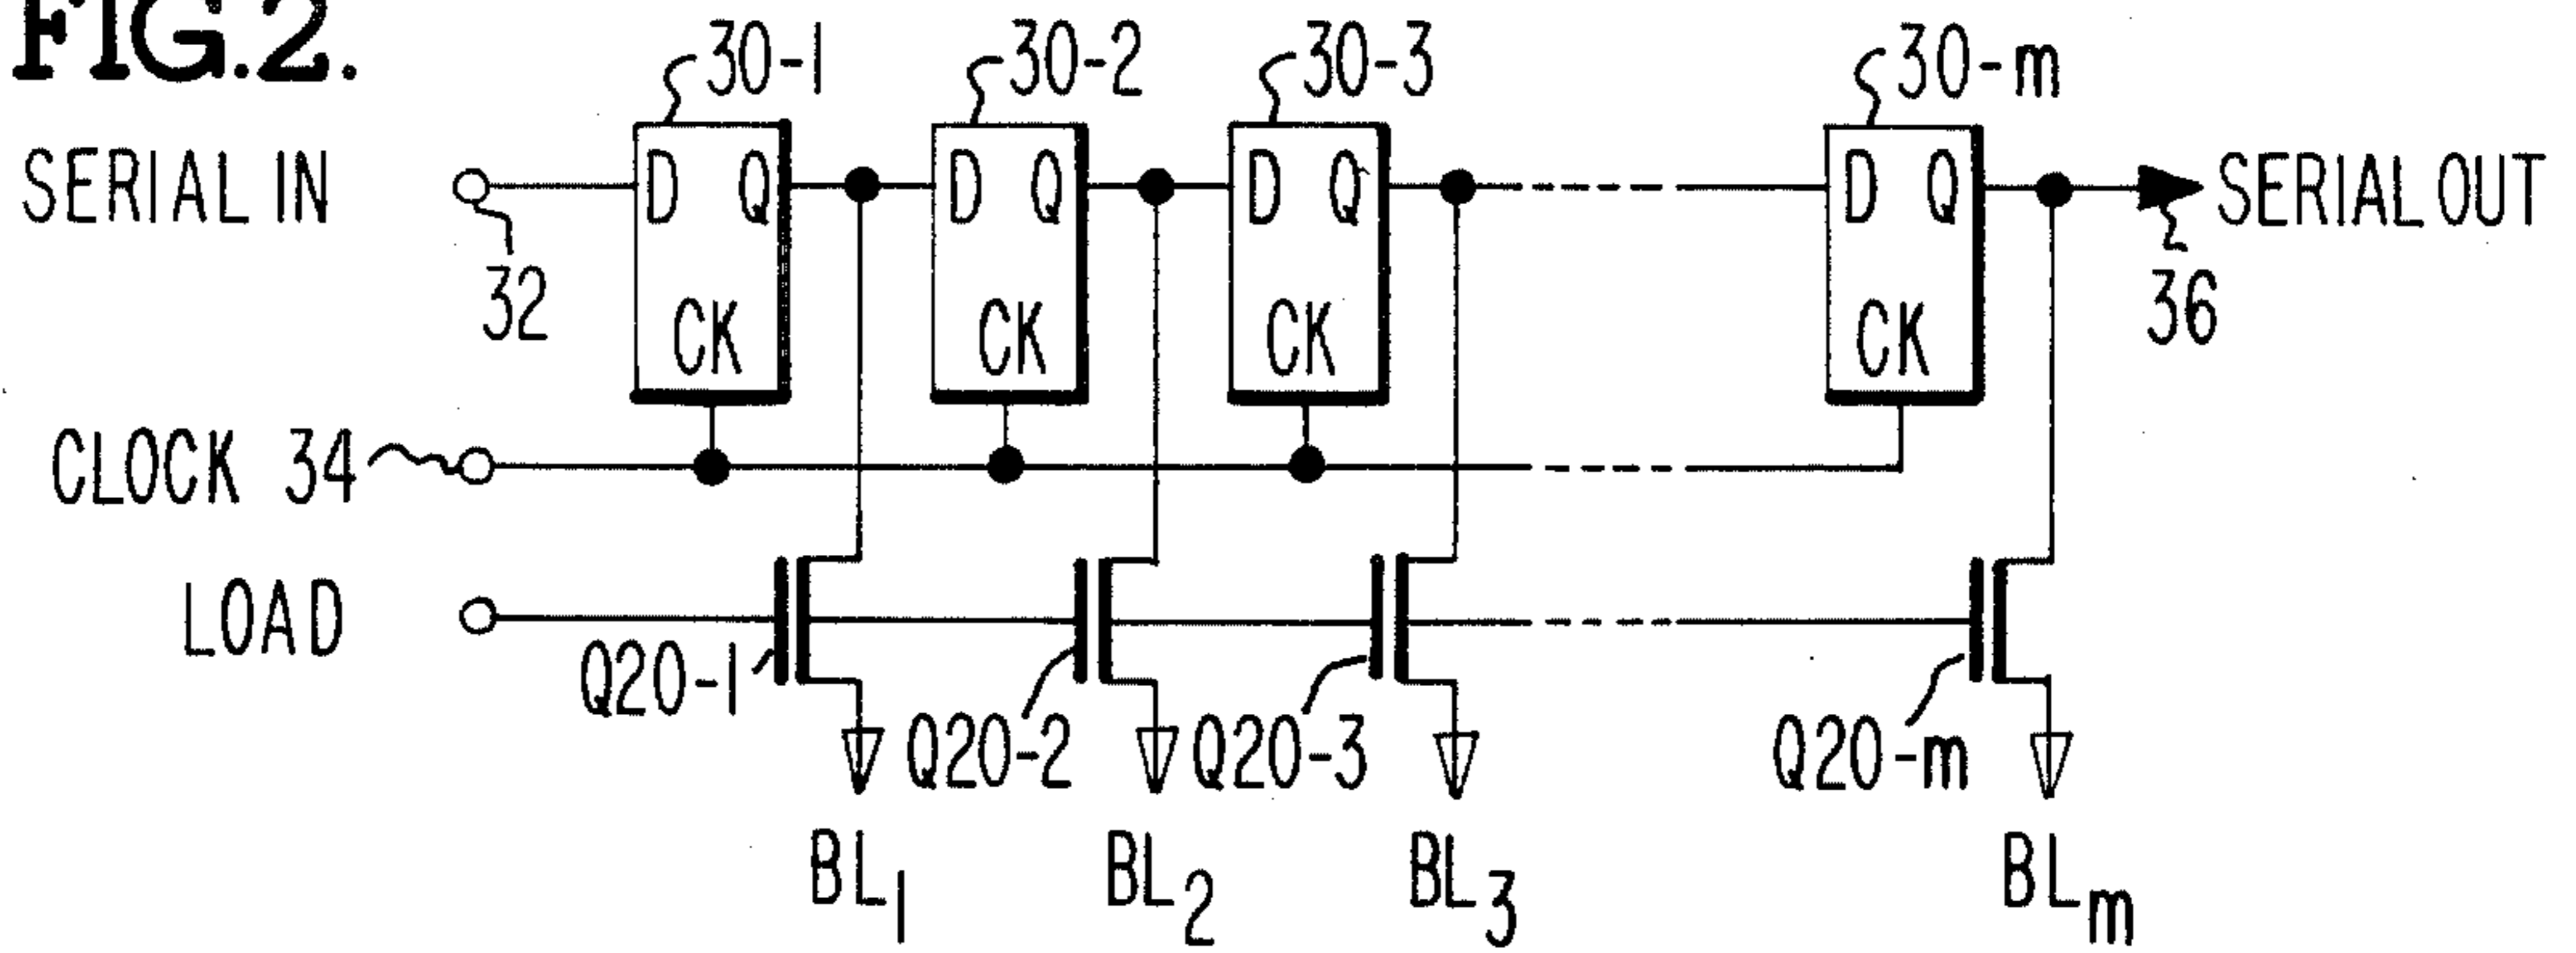 FIG.2.
30-1 30-2 30-3 30-m
SERIAL IN D Q D Q D Q D Q SERIAL OUT
32 CK CK CK CK 36
CLOCK 34
LOAD
Q20-1 Q20-2 Q20-3 Q20-m
BL1 BL2 BL3 BLm